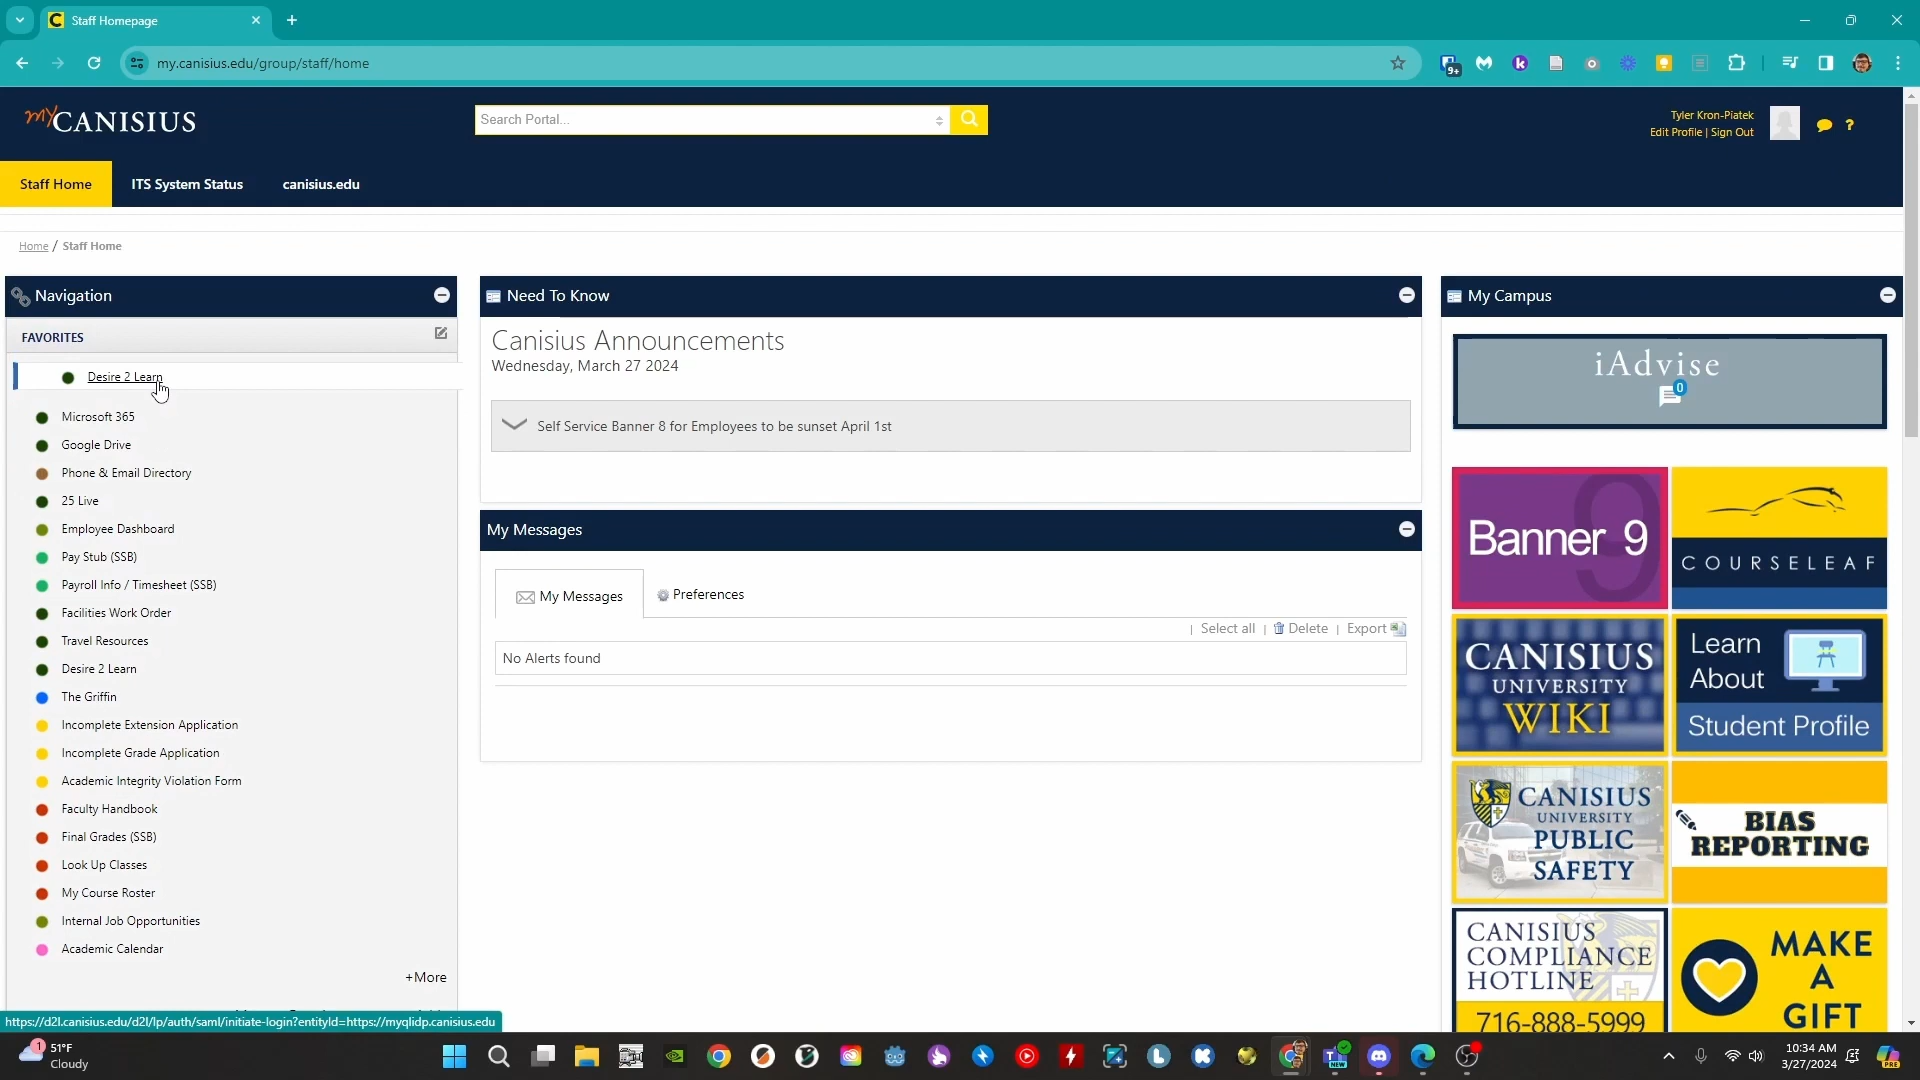 Staff Homepage
my.canisius.edu/group/staff/home
9+
myCANISIUS
Search Portal...
Tyler Kron-Piatek
Edit Profile | Sign Out
?
Staff Home
ITS System Status
canisius.edu
Home / Staff Home
Navigation
FAVORITES
Desire 2 Learn
Microsoft 365
Google Drive
Phone & Email Directory
25 Live
Employee Dashboard
Pay Stub (SSB)
Payroll Info / Timesheet (SSB)
Facilities Work Order
Travel Resources
Desire 2 Learn
The Griffin
Incomplete Extension Application
Incomplete Grade Application
Academic Integrity Violation Form
Faculty Handbook
Final Grades (SSB)
Look Up Classes
My Course Roster
Internal Job Opportunities
Academic Calendar
+More
Need To Know
Canisius Announcements
Wednesday, March 27 2024
Self Service Banner 8 for Employees to be sunset April 1st
My Messages
My Messages
Preferences
| Select all | Delete | Export
No Alerts found
My Campus
iAdvise
0
Banner 9
COURSELEAF
CANISIUS
UNIVERSITY
WIKI
Learn
About
Student Profile
CANISIUS
UNIVERSITY
PUBLIC
SAFETY
BIAS
REPORTING
CANISIUS
COMPLIANCE
HOTLINE
716-888-5999
MAKE
A
GIFT
https://d2l.canisius.edu/d2l/lp/auth/saml/initiate-login?entityId=https://myqlidp.canisius.edu
1
51°F
Cloudy
NEW
10:34 AM
3/27/2024
PRE